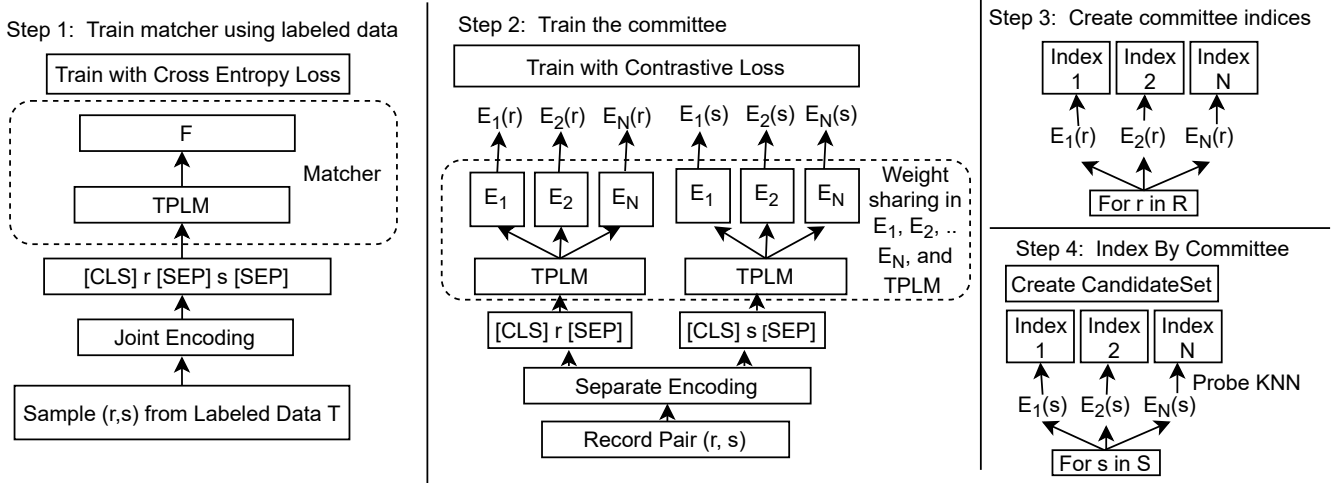 Step 1: Train matcher using labeled data
Train with Cross Entropy Loss
F
Matcher
TPLM
[CLS] r [SEP] s [SEP]
Joint Encoding
Sample (r,s) from Labeled Data T
Step 2: Train the committee
Train with Contrastive Loss
E1(r) E2(r) EN(r) E1(s) E2(s) EN(s)
E1 E2 EN E1 E2 EN
Weight
sharing in
E1, E2, ..
EN, and
TPLM
TPLM TPLM
[CLS] r [SEP] [CLS] s [SEP]
Separate Encoding
Record Pair (r, s)
Step 3: Create committee indices
Index Index Index
1 2 N
E1(r) E2(r) EN(r)
For r in R
Step 4: Index By Committee
Create CandidateSet
Index Index Index
1 2 N
Probe KNN
E1(s) E2(s) EN(s)
For s in S